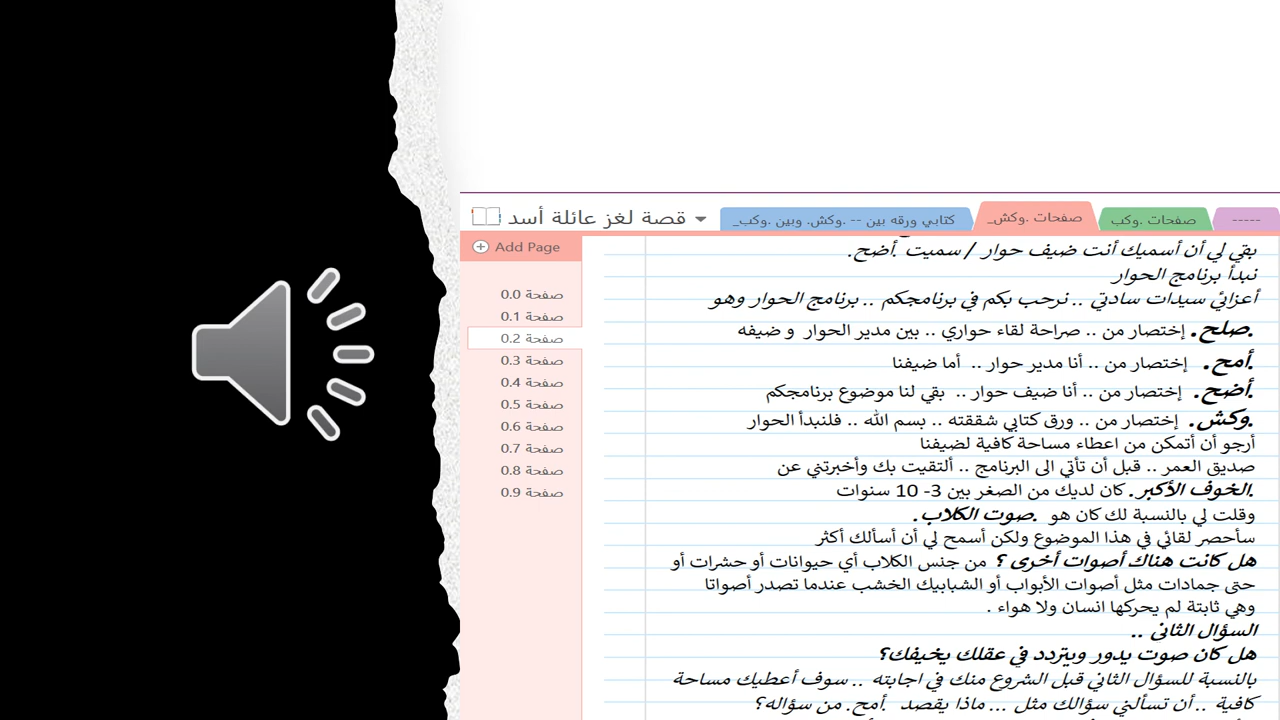 قصة لغز عائلة أسد
كتابي ورقه بين -- .وكش. وبين .وكب_
صفحات .وكش_
صفحات .وكب
-----
Add Page
صفحة 0.0
صفحة 0.1
صفحة 0.2
صفحة 0.3
صفحة 0.4
صفحة 0.5
صفحة 0.6
صفحة 0.7
صفحة 0.8
صفحة 0.9
بقي لي أن أسميك أنت ضيف حوار / سميت .أضح.
نبدأ برنامج الحوار
أعزائي سيدات سادتي .. نرحب بكم في برنامجكم .. برنامج الحوار وهو
.صلح. إختصار من .. صراحة لقاء حواري .. بين مدير الحوار و ضيفه
.أمح. إختصار من .. أنا مدير حوار .. أما ضيفنا
.أضح. إختصار من .. أنا ضيف حوار .. بقي لنا موضوع برنامجكم
.وكش. إختصار من .. ورق كتابي شققته .. بسم الله .. فلنبدأ الحوار
أرجو أن أتمكن من اعطاء مساحة كافية لضيفنا
صديق العمر .. قبل أن تأتي الى البرنامج .. ألتقيت بك وأخبرتني عن
.الخوف الأكبر. كان لديك من الصغر بين 3- 10 سنوات
وقلت لي بالنسبة لك كان هو .صوت الكلاب.
سأحصر لقائي في هذا الموضوع ولكن أسمح لي أن أسألك أكثر
هل كانت هناك أصوات أخرى ؟ من جنس الكلاب أي حيوانات أو حشرات أو
حتى جمادات مثل أصوات الأبواب أو الشبابيك الخشب عندما تصدر أصواتا
وهي ثابتة لم يحركها انسان ولا هواء .
السؤال الثاني ..
هل كان صوت يدور ويتردد في عقلك يخيفك؟
بالنسبة للسؤال الثاني قبل الشروع منك في اجابته .. سوف أعطيك مساحة
كافية .. أن تسألني سؤالك مثل ... ماذا يقصد .أمح. من سؤاله؟